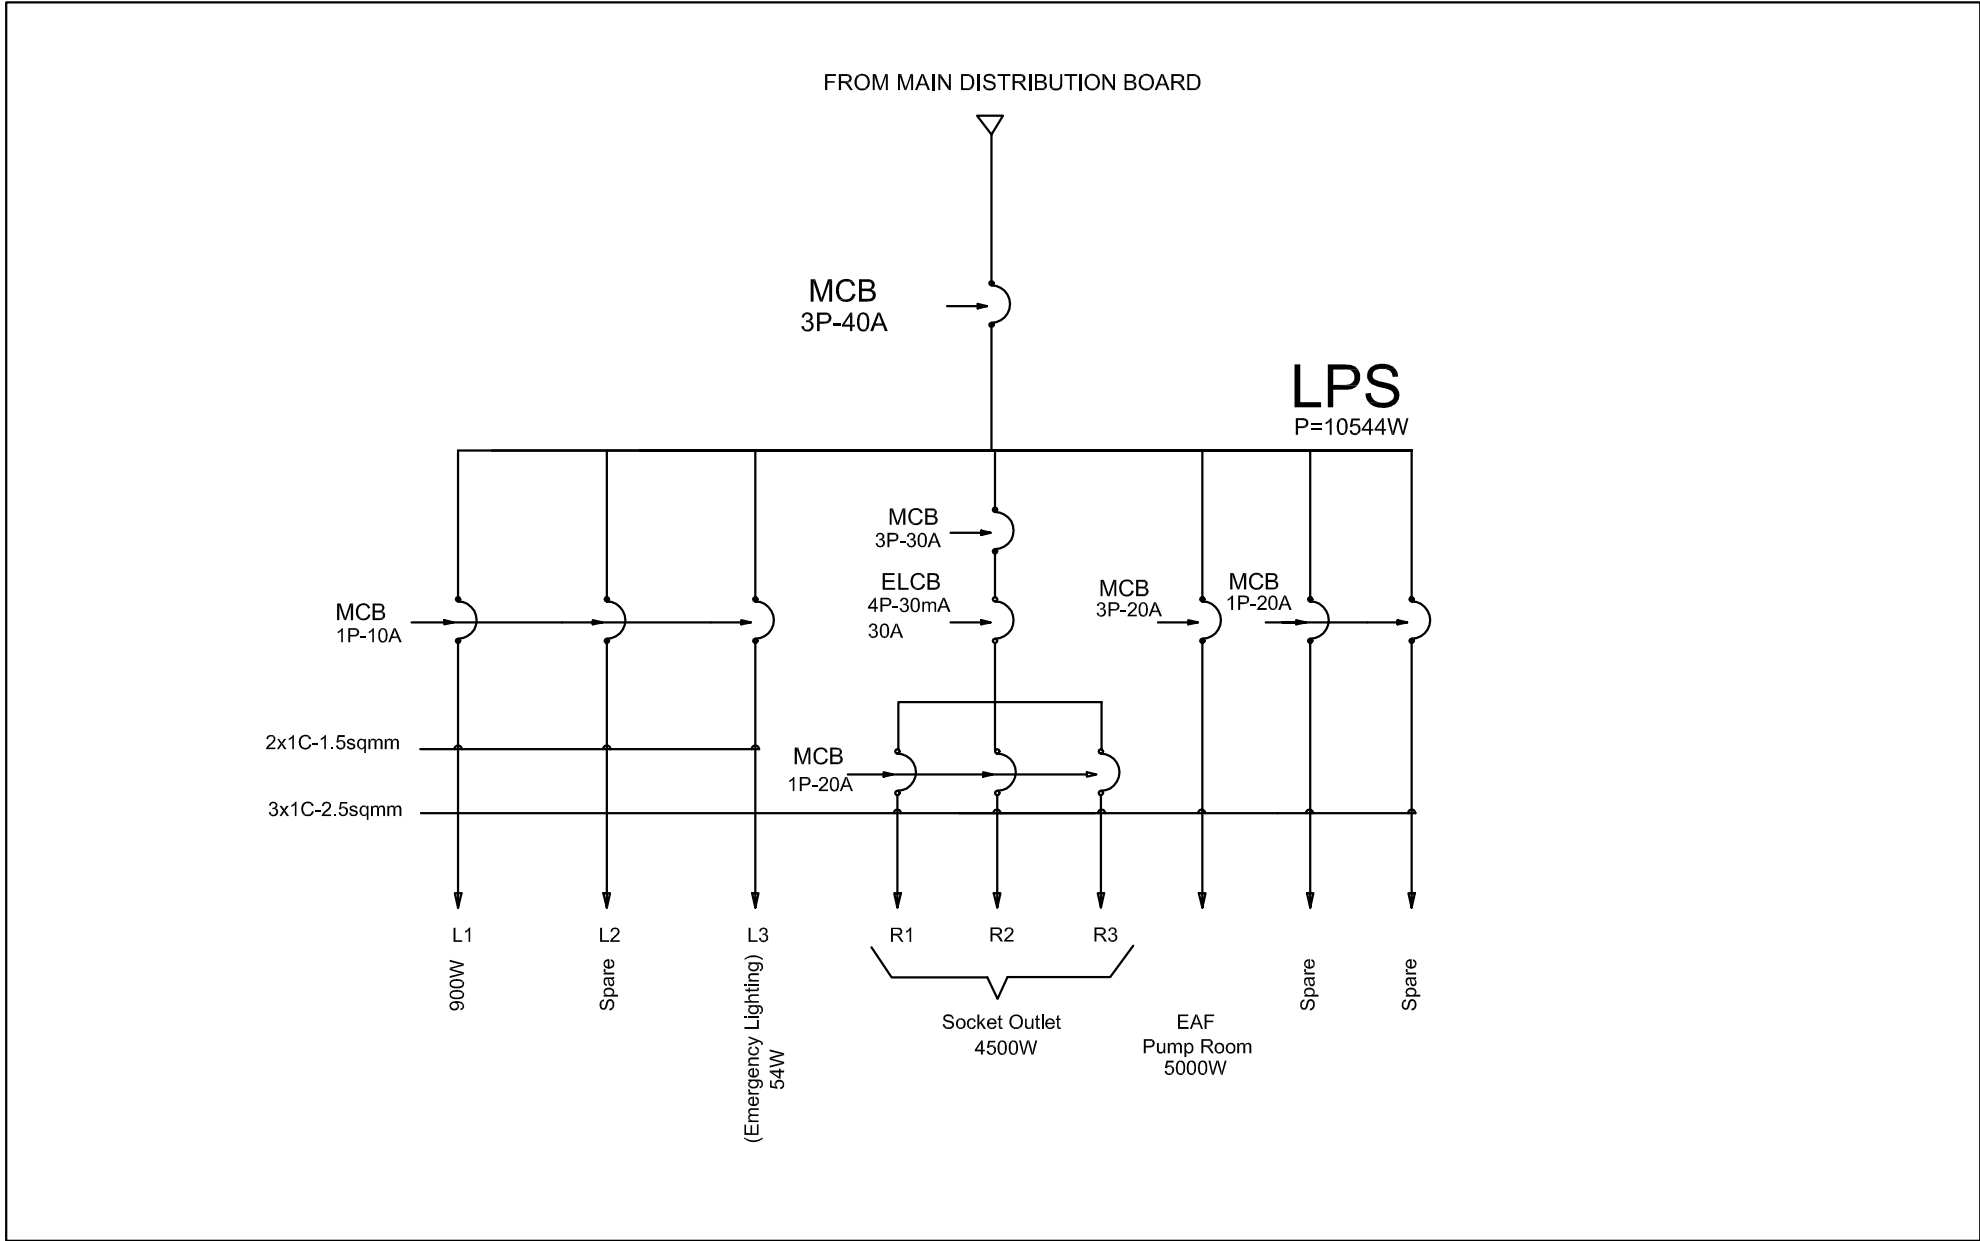 FROM MAIN DISTRIBUTION BOARD
MCB
3P-40A
LPS
P=10544W
MCB
3P-30A
ELCB
4P-30mA
30A
MCB
1P-10A
MCB
3P-20A
MCB
1P-20A
2x1C-1.5sqmm
MCB
1P-20A
3x1C-2.5sqmm
L1
900W
L2
Spare
L3
(Emergency Lighting)
54W
R1
R2
R3
Socket Outlet
4500W
EAF
Pump Room
5000W
Spare
Spare